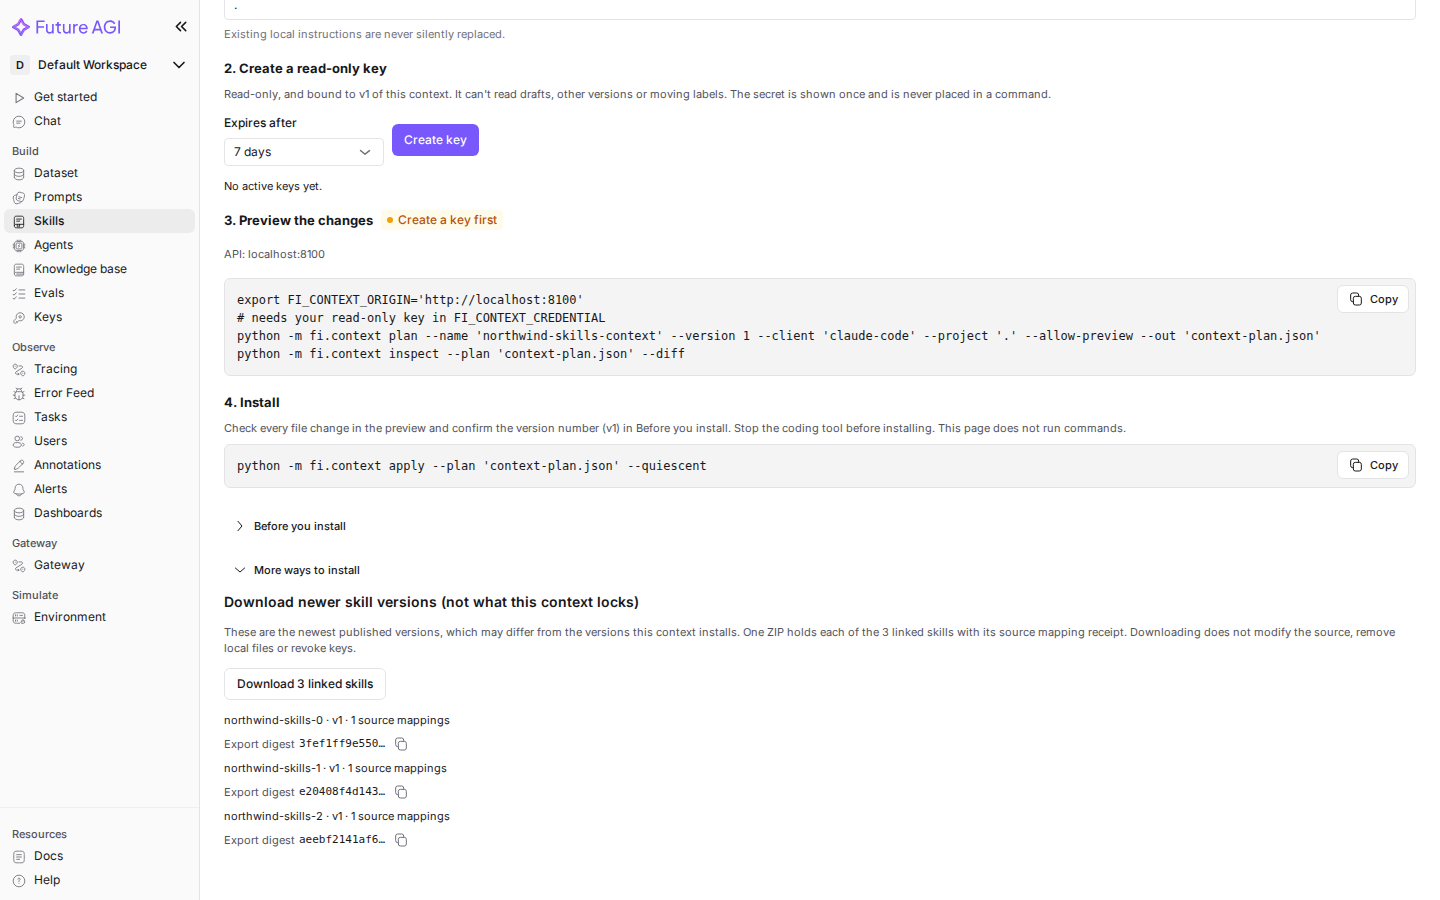 Future AGI
D Default Workspace
Get started
Chat
Build
Dataset
Prompts
Skills
Agents
Knowledge base
Evals
Keys
Observe
Tracing
Error Feed
Tasks
Users
Annotations
Alerts
Dashboards
Gateway
Gateway
Simulate
Environment
Resources
Docs
Help
.
Existing local instructions are never silently replaced.
2. Create a read-only key
Read-only, and bound to v1 of this context. It can't read drafts, other versions or moving labels. The secret is shown once and is never placed in a command.
Expires after
7 days
Create key
No active keys yet.
3. Preview the changes
Create a key first
API: localhost:8100
export FI_CONTEXT_ORIGIN='http://localhost:8100'
# needs your read-only key in FI_CONTEXT_CREDENTIAL
python -m fi.context plan --name 'northwind-skills-context' --version 1 --client 'claude-code' --project '.' --allow-preview --out 'context-plan.json'
python -m fi.context inspect --plan 'context-plan.json' --diff
Copy
4. Install
Check every file change in the preview and confirm the version number (v1) in Before you install. Stop the coding tool before installing. This page does not run commands.
python -m fi.context apply --plan 'context-plan.json' --quiescent
Copy
Before you install
More ways to install
Download newer skill versions (not what this context locks)
These are the newest published versions, which may differ from the versions this context installs. One ZIP holds each of the 3 linked skills with its source mapping receipt. Downloading does not modify the source, remove
local files or revoke keys.
Download 3 linked skills
northwind-skills-0 · v1 · 1 source mappings
Export digest 3fef1ff9e550…
northwind-skills-1 · v1 · 1 source mappings
Export digest e20408f4d143…
northwind-skills-2 · v1 · 1 source mappings
Export digest aeebf2141af6…